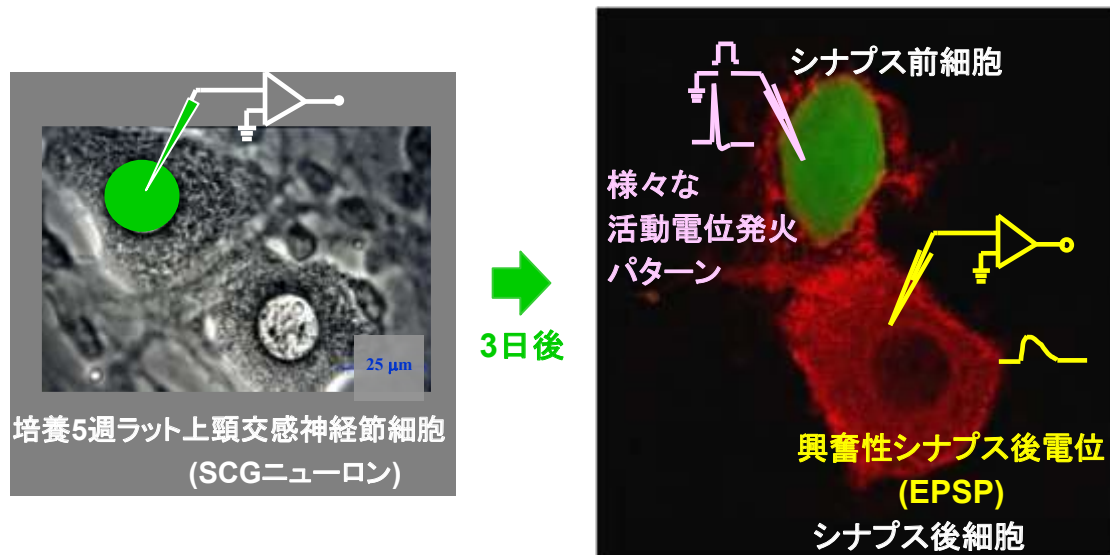 25 μm
培養5週ラット上頸交感神経節細胞
(SCGニューロン)
3日後
シナプス前細胞
様々な
活動電位発火
パターン
興奮性シナプス後電位
(EPSP)
シナプス後細胞